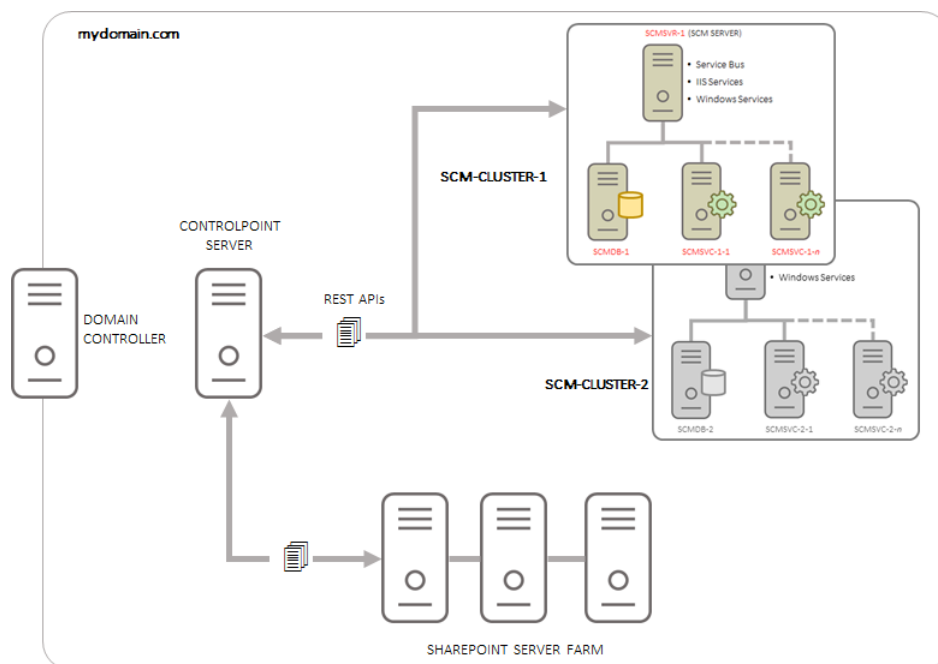 mydomain.com
SCMSVR-1 (SCM SERVER)
• Service Bus
• IIS Services
• Windows Services
SCM-CLUSTER-1
SCMDB-1
SCMSVC-1-1
SCMSVC-1-n
CONTROLPOINT
SERVER
• Windows Services
REST APIs
DOMAIN
CONTROLLER
SCM-CLUSTER-2
SCMDB-2
SCMSVC-2-1
SCMSVC-2-n
SHAREPOINT SERVER FARM